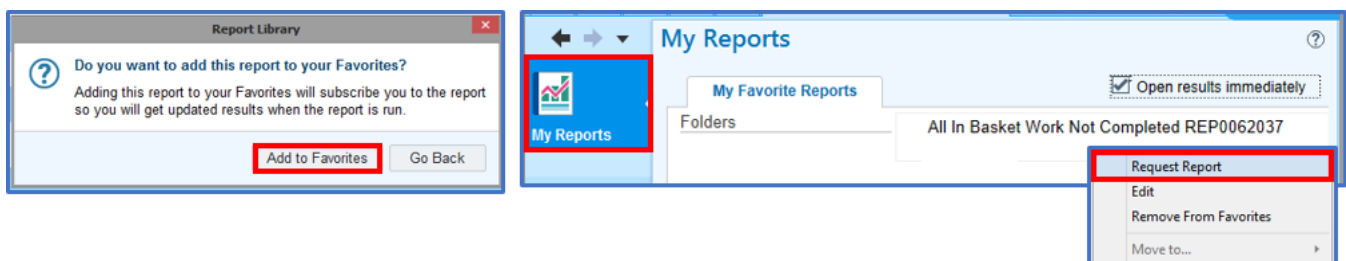 Report Library
Do you want to add this report to your Favorites?
Adding this report to your Favorites will subscribe you to the report
so you will get updated results when the report is run.
Add to Favorites
Go Back
My Reports
My Reports
My Favorite Reports
Open results immediately
Folders
All In Basket Work Not Completed REP0062037
Request Report
Edit
Remove From Favorites
Move to...